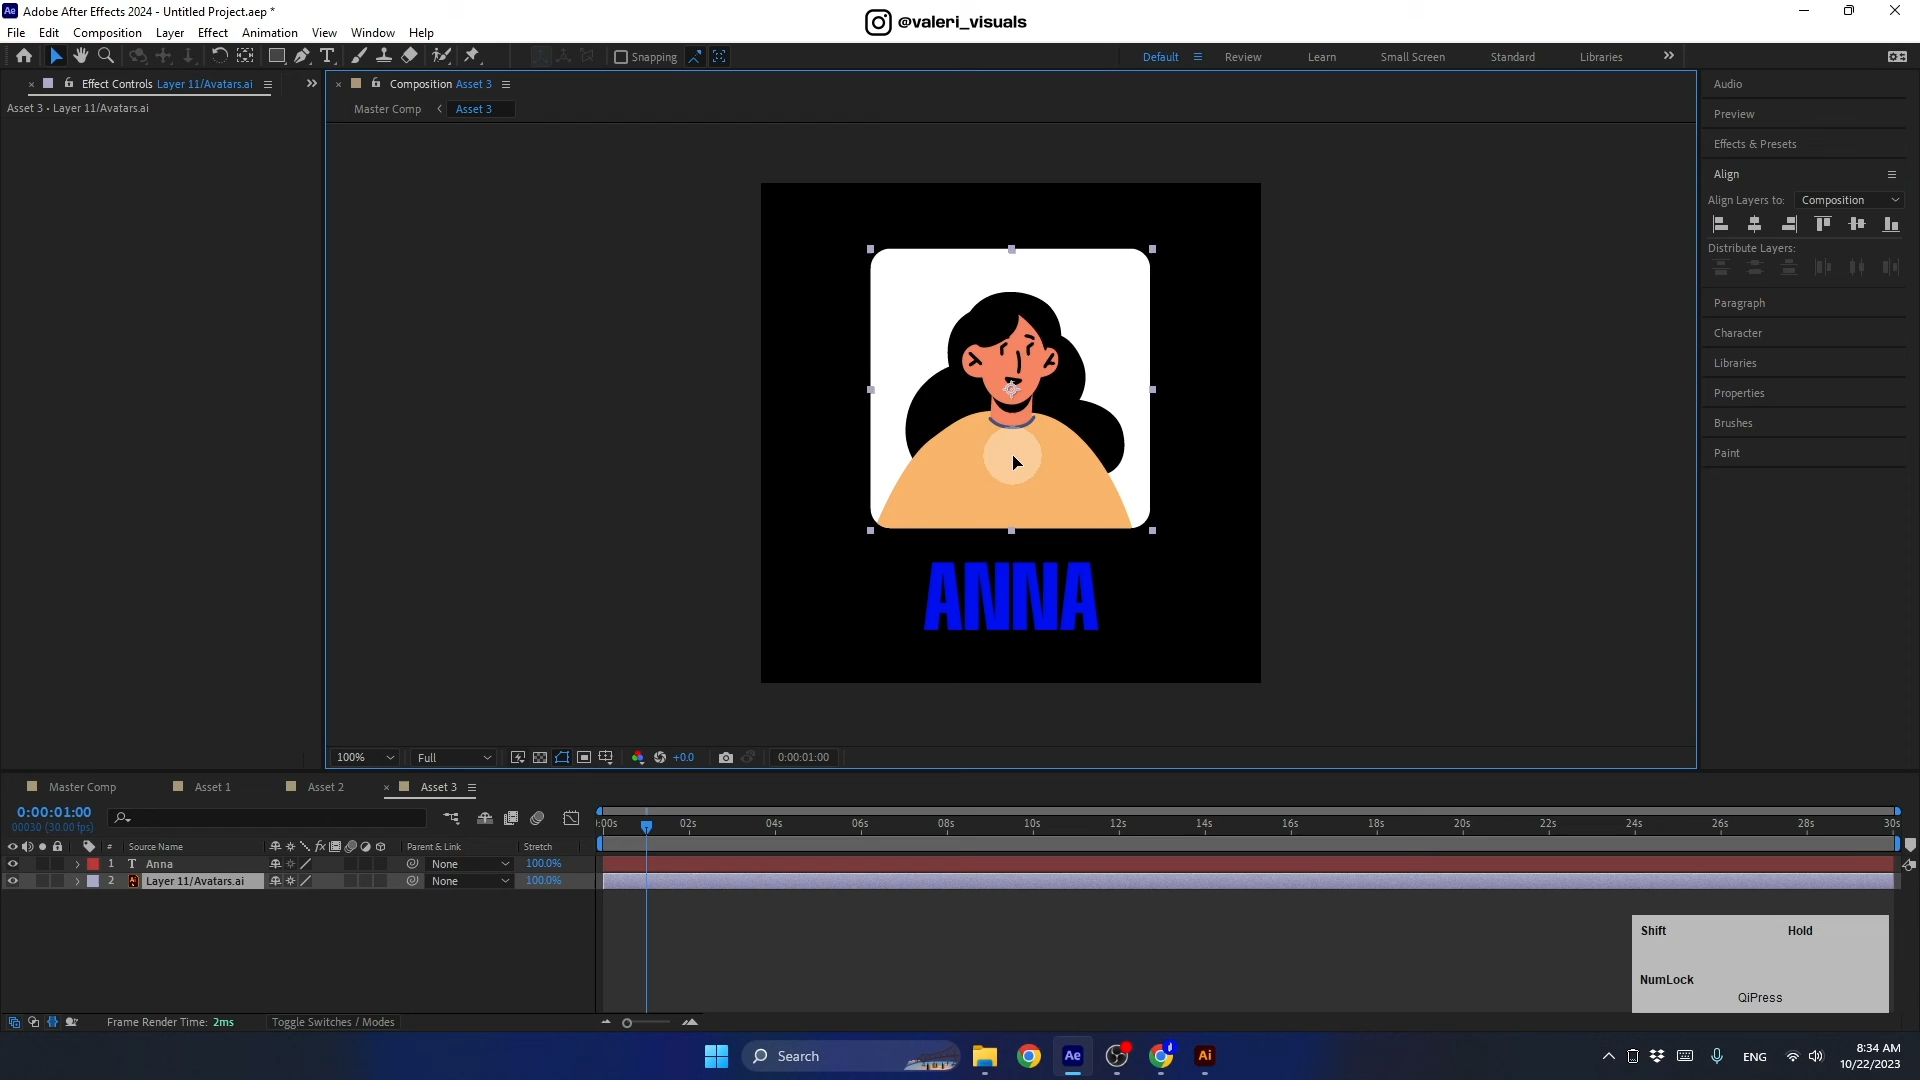 Ae Adobe After Effects 2024 - Untitled Project.aep *
@valeri_visuals
File Edit Composition Layer Effect Animation View Window Help
Snapping
Default Review Learn Small Screen Standard Libraries
Effect Controls Layer 11/Avatars.ai
Composition Asset 3
Asset 3 • Layer 11/Avatars.ai
Master Comp Asset 3
Audio
Preview
Effects & Presets
Align
Align Layers to: Composition
Distribute Layers:
Paragraph
Character
Libraries
Properties
Brushes
Paint
ANNA
100% Full +0.0 0:00:01:00
Master Comp Asset 1 Asset 2 Asset 3
0:00:01:00
00030 (30.00 fps)
:00s 02s 04s 06s 08s 10s 12s 14s 16s 18s 20s 22s 24s 26s 28s 30s
# Source Name fx Parent & Link Stretch
1 T Anna None 100.0%
2 Layer 11/Avatars.ai None 100.0%
Shift Hold
NumLock
QiPress
Frame Render Time: 2ms Toggle Switches / Modes
Search Ae Ai ENG 8:34 AM
10/22/2023